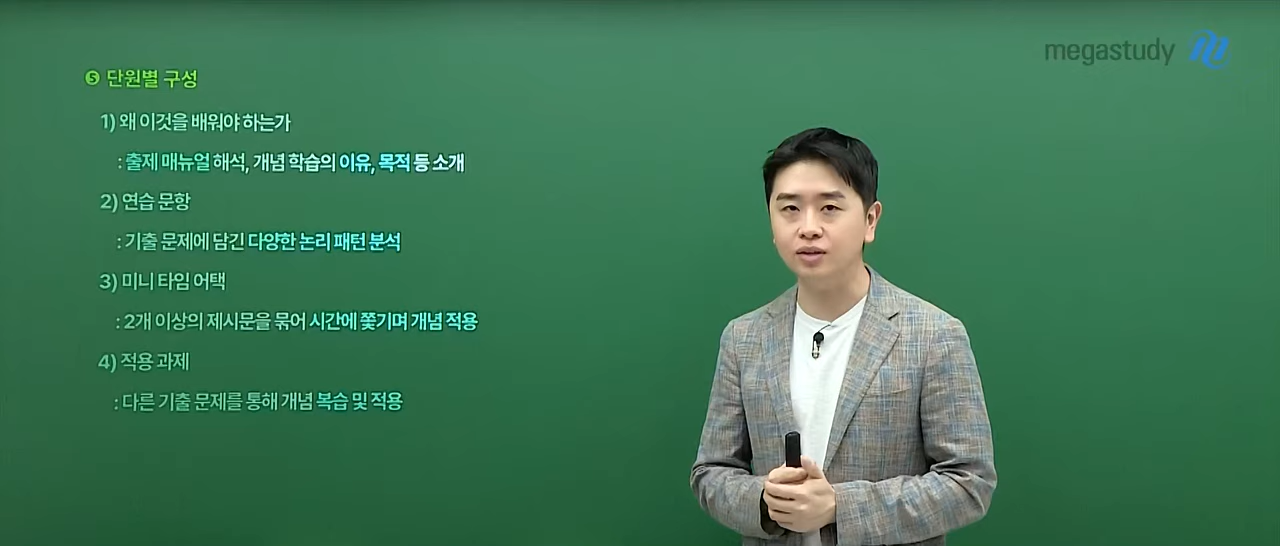 ❺ 단원별 구성
1) 왜 이것을 배워야 하는가
: 출제 매뉴얼 해석, 개념 학습의 이유, 목적 등 소개
2) 연습 문항
: 기출 문제에 담긴 다양한 논리 패턴 분석
3) 미니 타임 어택
: 2개 이상의 제시문을 묶어 시간에 쫓기며 개념 적용
4) 적용 과제
: 다른 기출 문제를 통해 개념 복습 및 적용
megastudy